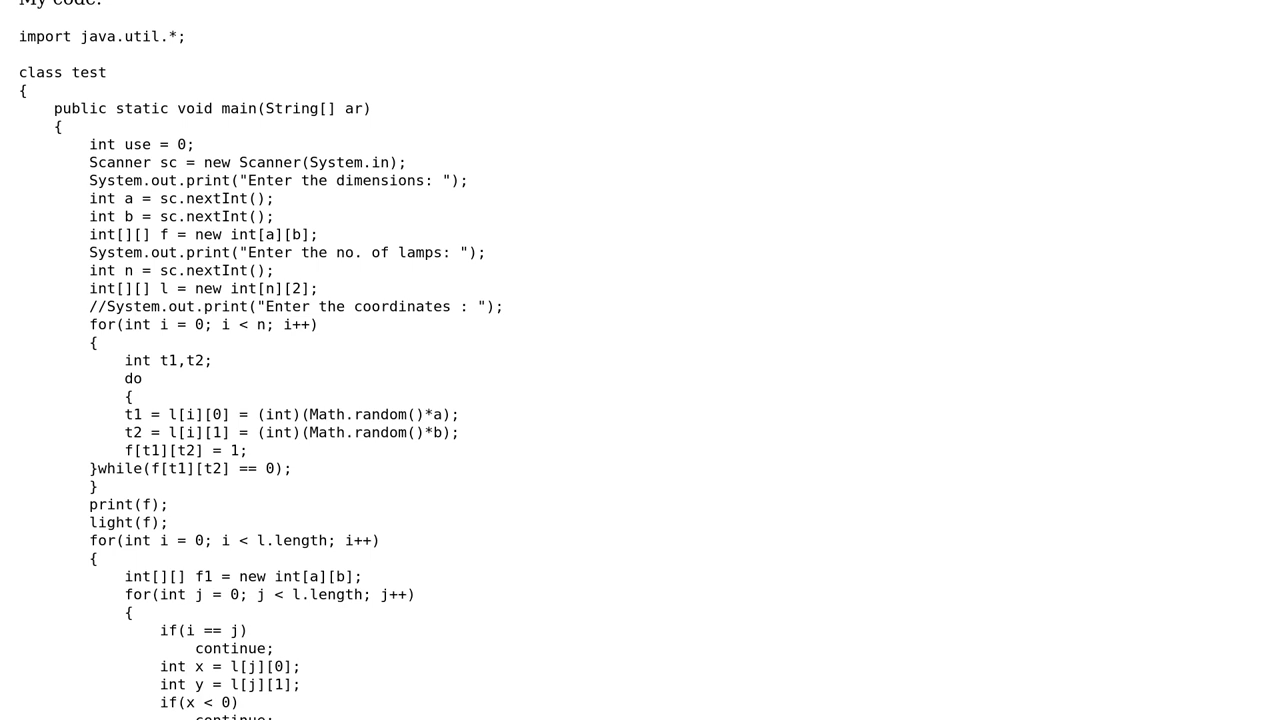 My code:
import java.util.*;
class test
{
    public static void main(String[] ar)
    {
        int use = 0;
        Scanner sc = new Scanner(System.in);
        System.out.print("Enter the dimensions: ");
        int a = sc.nextInt();
        int b = sc.nextInt();
        int[][] f = new int[a][b];
        System.out.print("Enter the no. of lamps: ");
        int n = sc.nextInt();
        int[][] l = new int[n][2];
        //System.out.print("Enter the coordinates : ");
        for(int i = 0; i < n; i++)
        {
            int t1,t2;
            do
            {
            t1 = l[i][0] = (int)(Math.random()*a);
            t2 = l[i][1] = (int)(Math.random()*b);
            f[t1][t2] = 1;
        }while(f[t1][t2] == 0);
        }
        print(f);
        light(f);
        for(int i = 0; i < l.length; i++)
        {
            int[][] f1 = new int[a][b];
            for(int j = 0; j < l.length; j++)
            {
                if(i == j)
                    continue;
                int x = l[j][0];
                int y = l[j][1];
                if(x < 0)
                    continue;